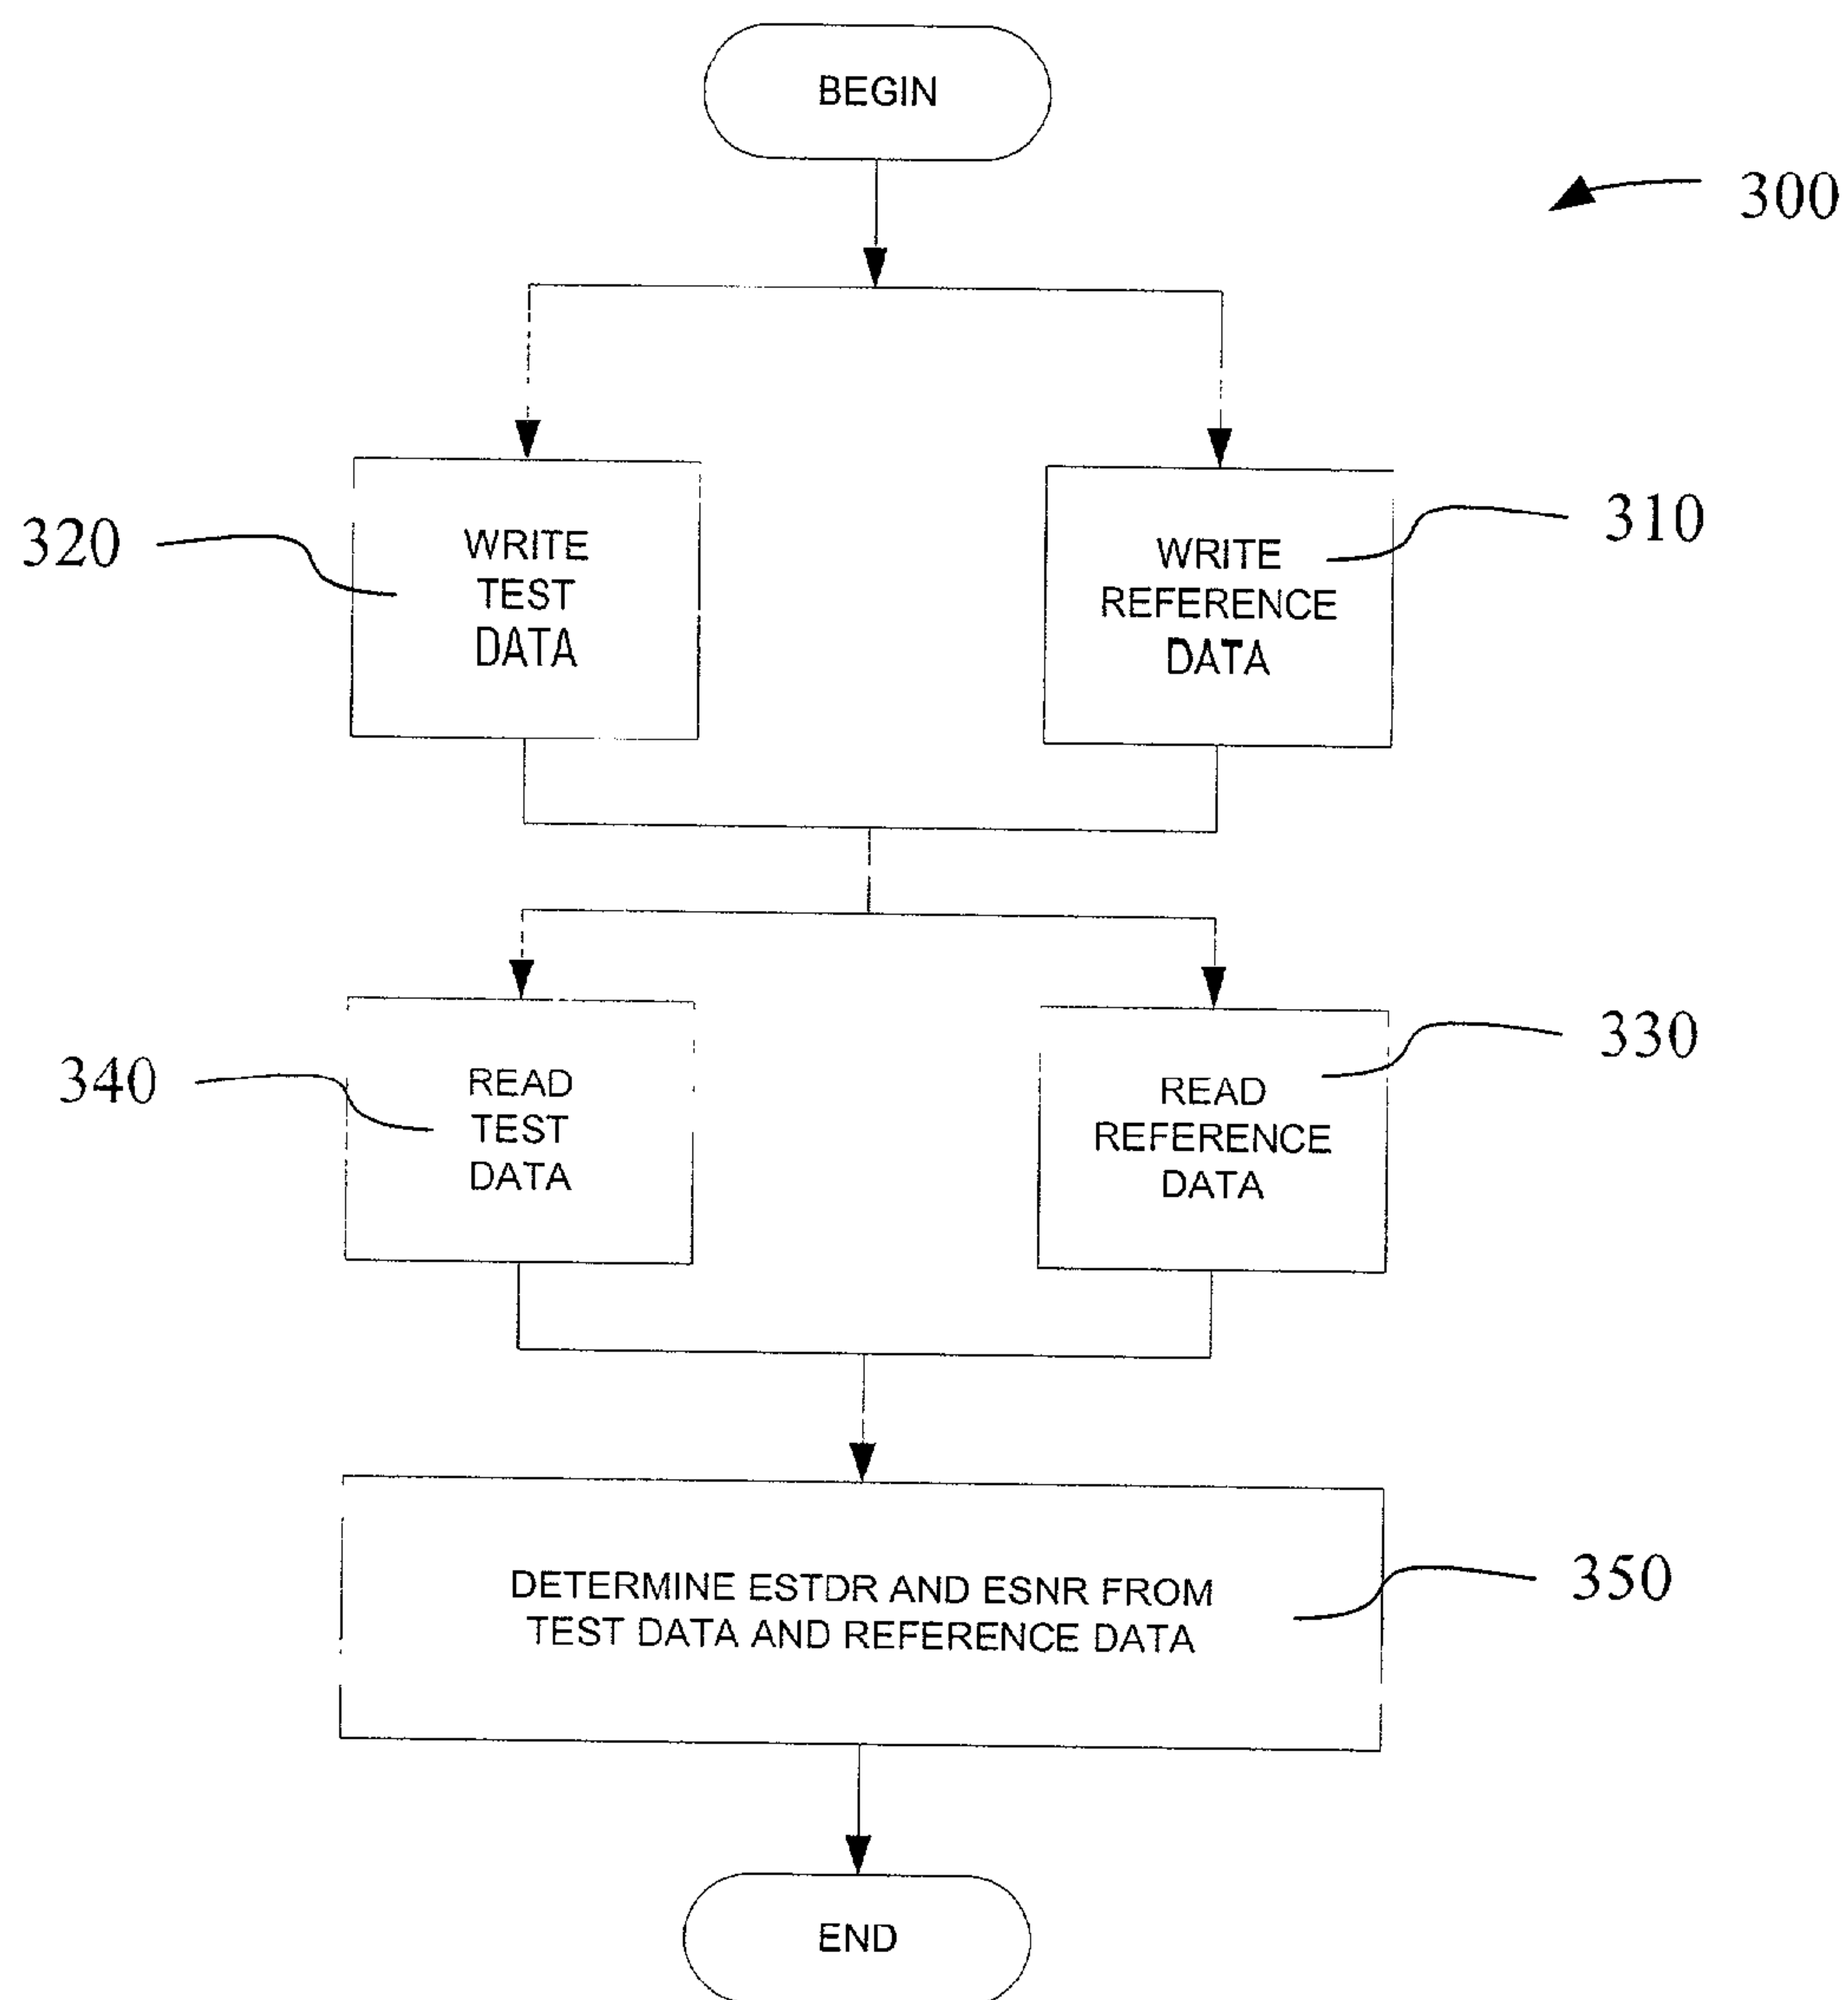 BEGIN
300
320
WRITE
TEST
DATA
310
WRITE
REFERENCE
DATA
340
READ
TEST
DATA
330
READ
REFERENCE
DATA
350
DETERMINE ESTDR AND ESNR FROM
TEST DATA AND REFERENCE DATA
END